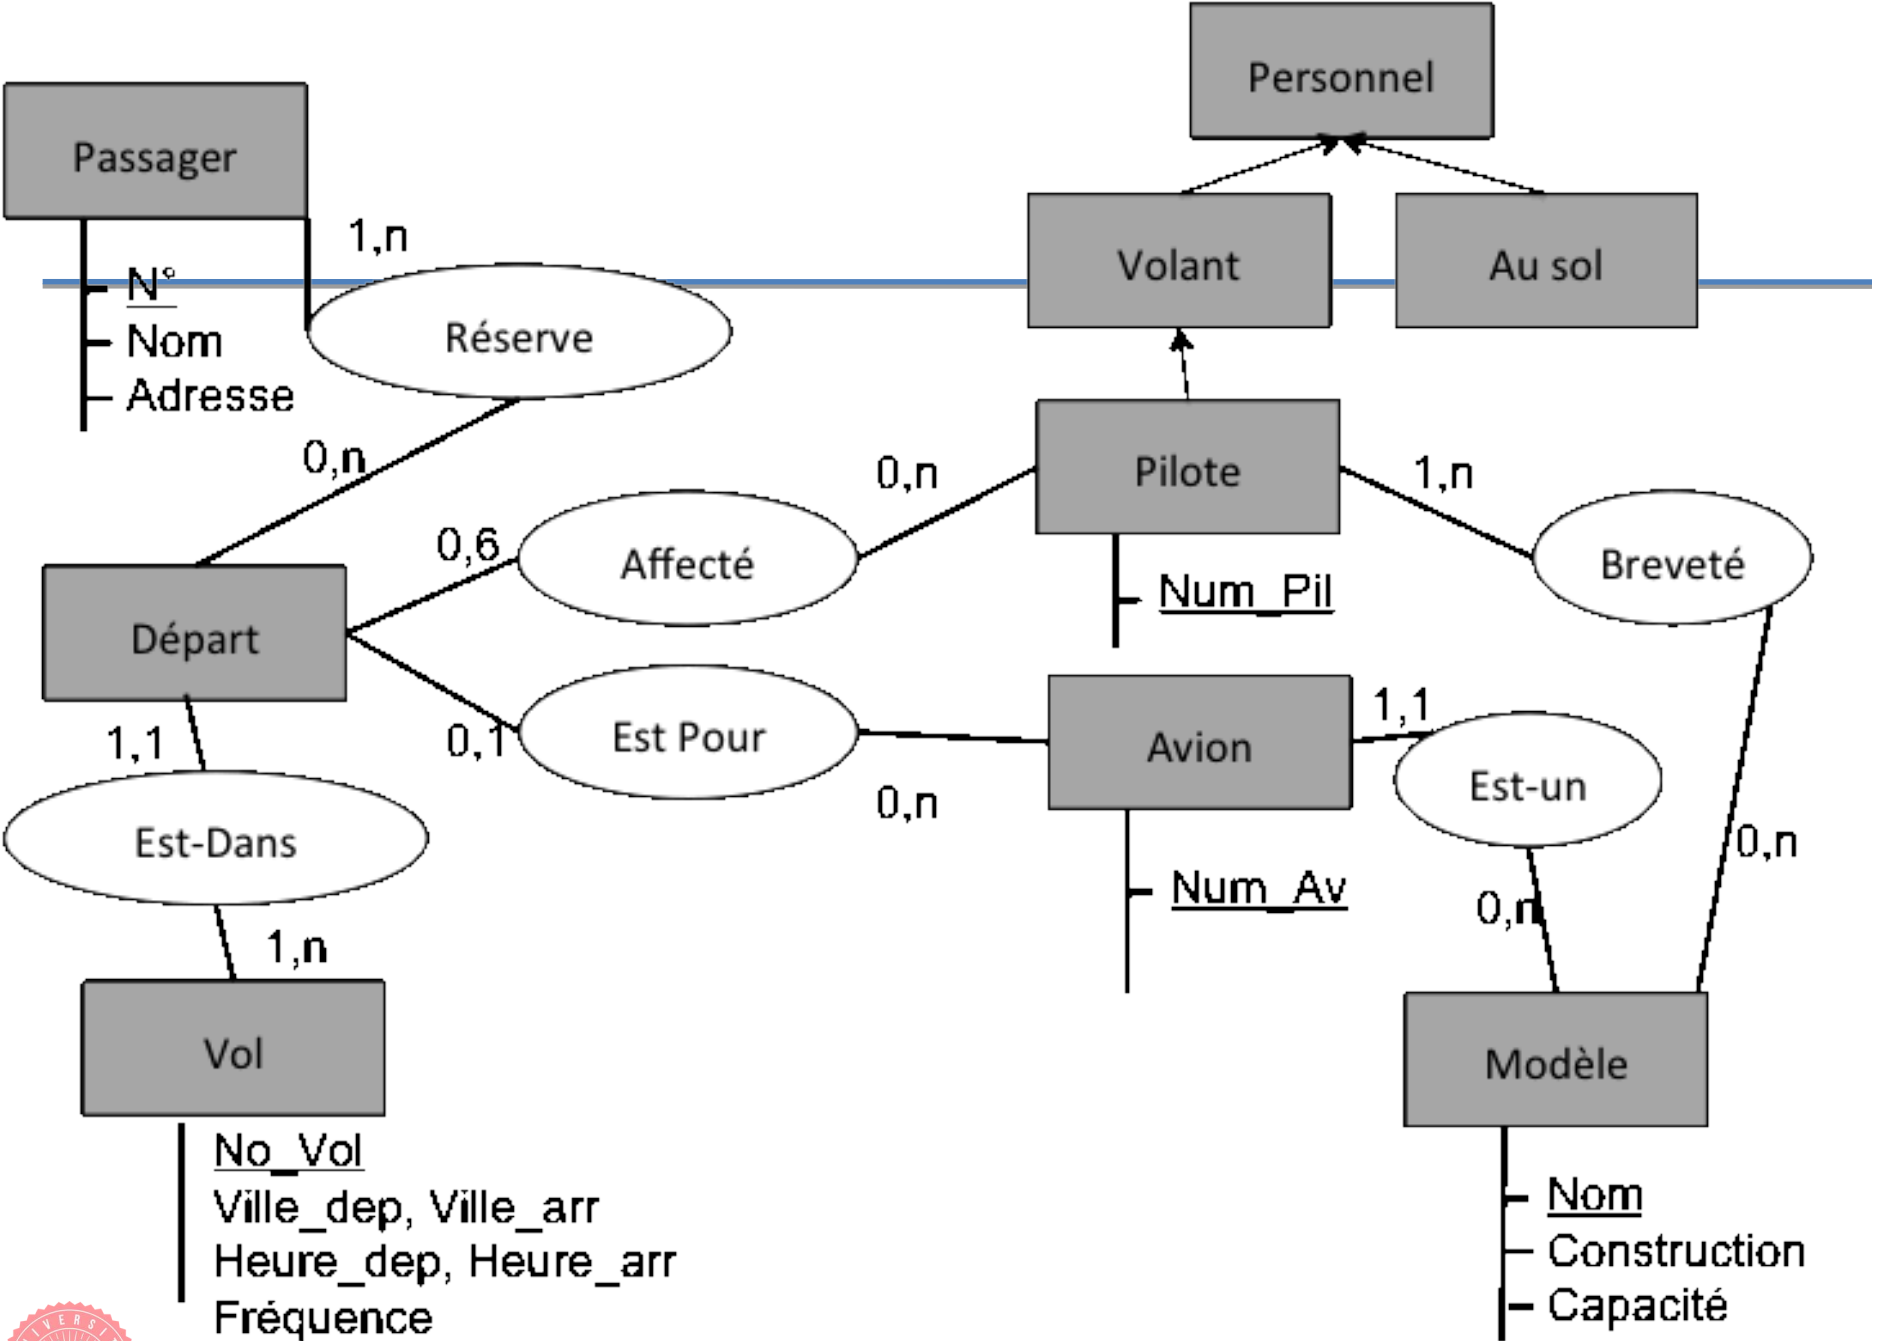 Personnel
Passager
1,n
Volant
Au sol
N°
Nom
Adresse
Réserve
0,n
0,n
Pilote
1,n
0,6
Affecté
Breveté
Num_Pil
Départ
1,1
0,1
Est Pour
Avion
1,1
Est-un
0,n
Est-Dans
0,n
Num_Av
0,n
1,n
Vol
Modèle
No_Vol
Ville_dep, Ville_arr
Heure_dep, Heure_arr
Fréquence
Nom
Construction
Capacité